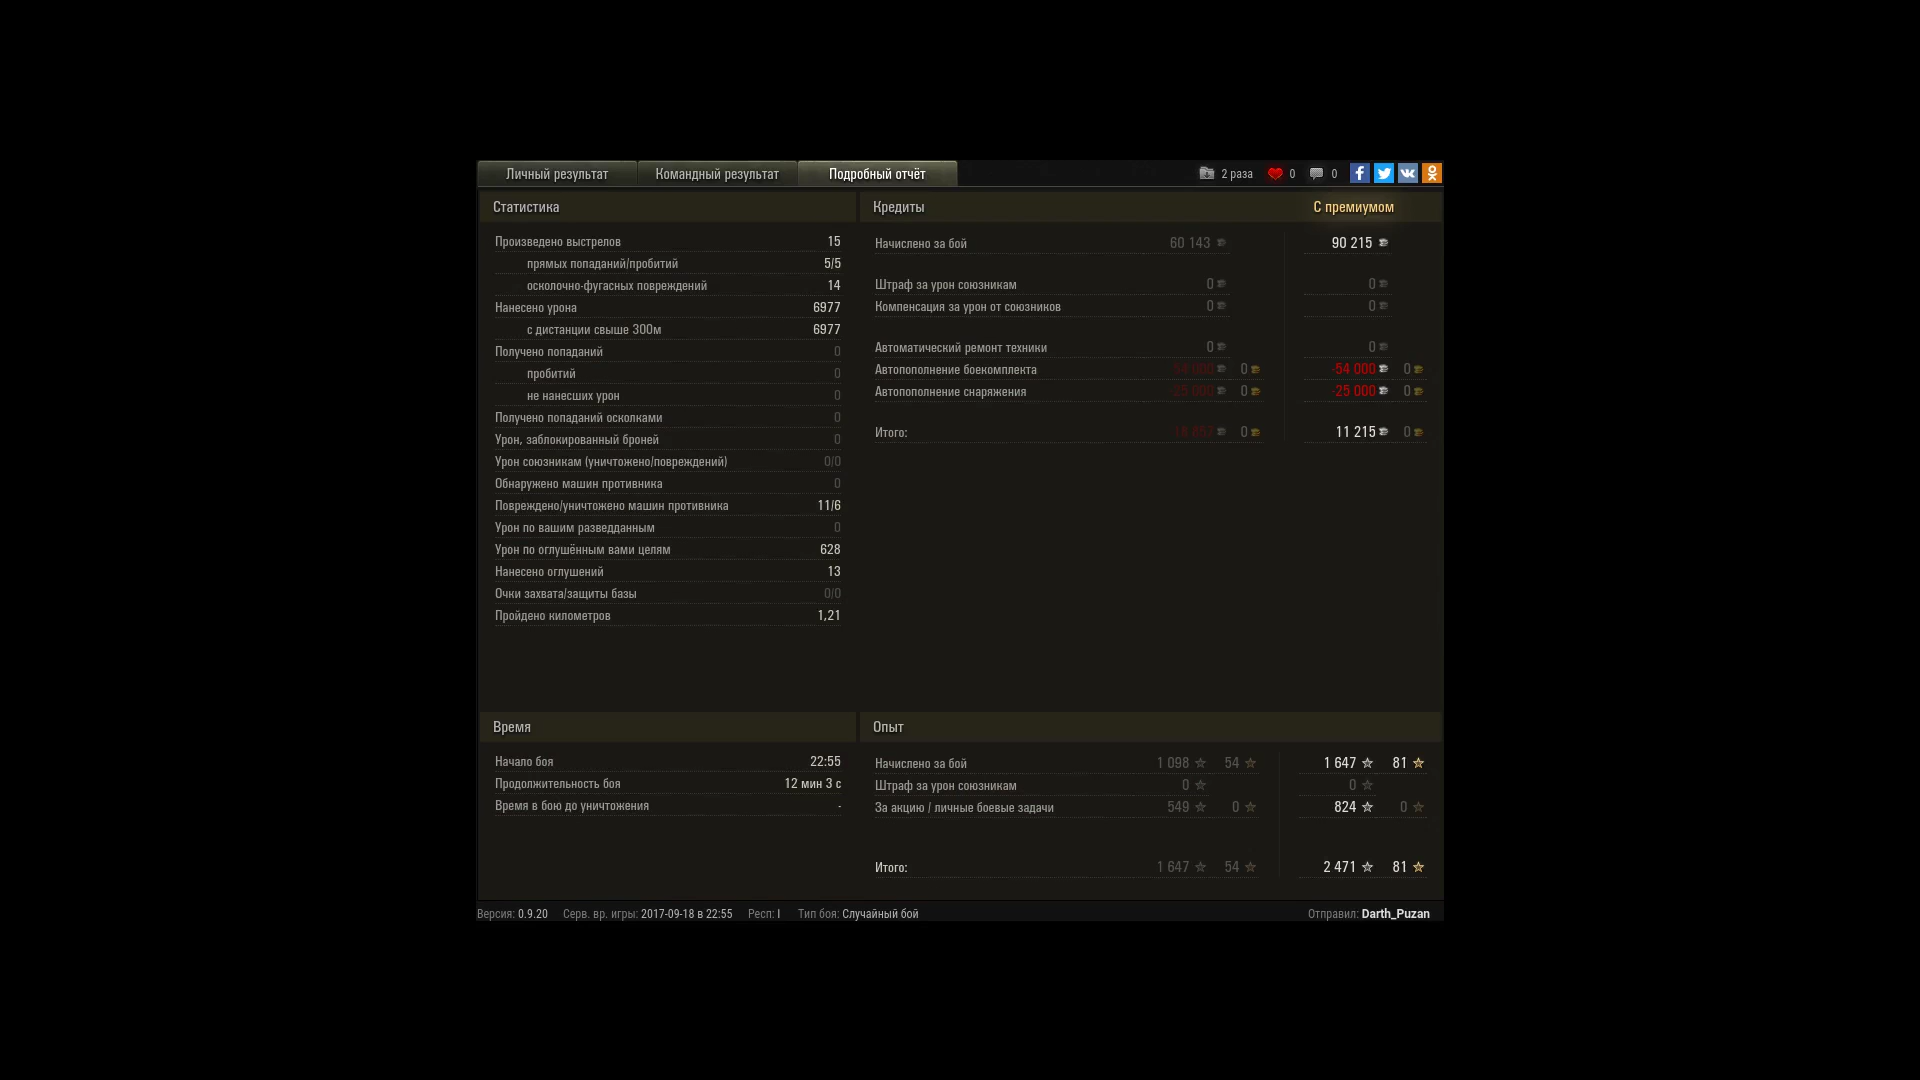 Личный результат Командный результат Подробный отчёт 2 раза 0 0
Статистика
Произведено выстрелов 15
прямых попаданий/пробитий 5/5
осколочно-фугасных повреждений 14
Нанесено урона 6977
с дистанции свыше 300м 6977
Получено попаданий 0
пробитий 0
не нанесших урон 0
Получено попаданий осколками 0
Урон, заблокированный броней 0
Урон союзникам (уничтожено/повреждений) 0/0
Обнаружено машин противника 0
Повреждено/уничтожено машин противника 11/6
Урон по вашим разведданным 0
Урон по оглушённым вами целям 628
Нанесено оглушений 13
Очки захвата/защиты базы 0/0
Пройдено километров 1,21
Кредиты С премиумом
Начислено за бой 60 143 90 215
Штраф за урон союзникам 0 0
Компенсация за урон от союзников 0 0
Автоматический ремонт техники 0 0
Автопополнение боекомплекта -54 000 0 -54 000 0
Автопополнение снаряжения -25 000 0 -25 000 0
Итого: -18 857 0 11 215 0
Время
Начало боя 22:55
Продолжительность боя 12 мин 3 с
Время в бою до уничтожения -
Опыт
Начислено за бой 1 098 54 1 647 81
Штраф за урон союзникам 0 0
За акцию / личные боевые задачи 549 0 824 0
Итого: 1 647 54 2 471 81
Версия: 0.9.20 Серв. вр. игры: 2017-09-18 в 22:55 Респ: I Тип боя: Случайный бой Отправил: Darth_Puzan